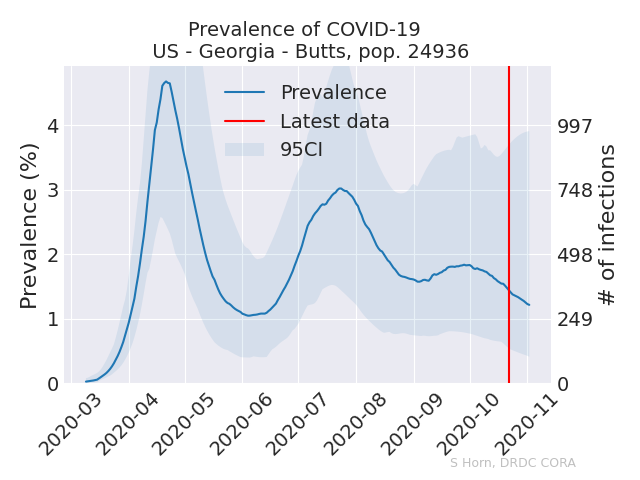 Prevalence of COVID-19
US - Georgia - Butts, pop. 24936
Prevalence
Latest data
95CI
Prevalence (%)
4
3
2
1
0
997
748
498
249
0
# of infections
2020-03
2020-04
2020-05
2020-06
2020-07
2020-08
2020-09
2020-10
2020-11
S Horn, DRDC CORA